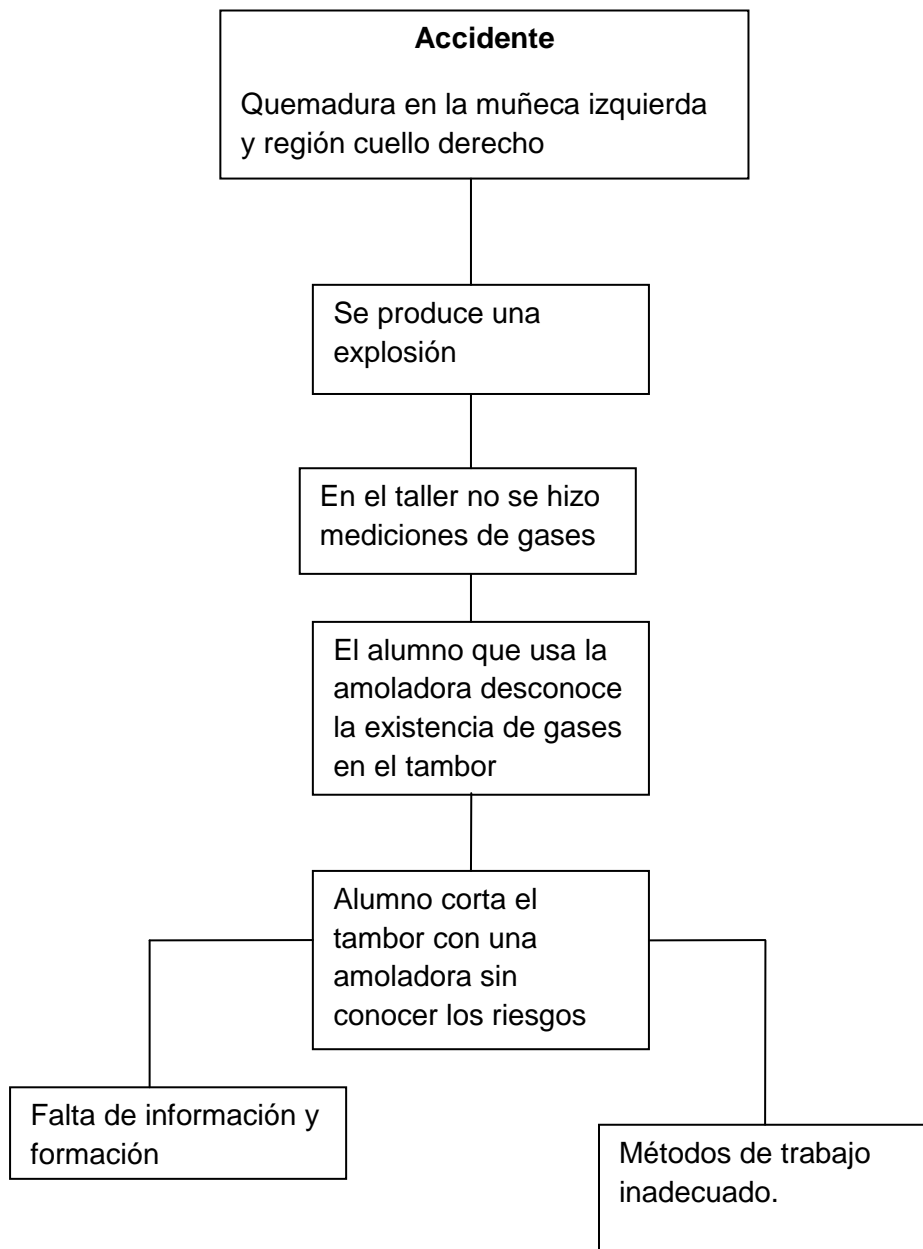 Accidente
Quemadura en la muñeca izquierda
y región cuello derecho
Se produce una
explosión
En el taller no se hizo
mediciones de gases
El alumno que usa la
amoladora desconoce
la existencia de gases
en el tambor
Alumno corta el
tambor con una
amoladora sin
conocer los riesgos
Falta de información y
formación
Métodos de trabajo
inadecuado.